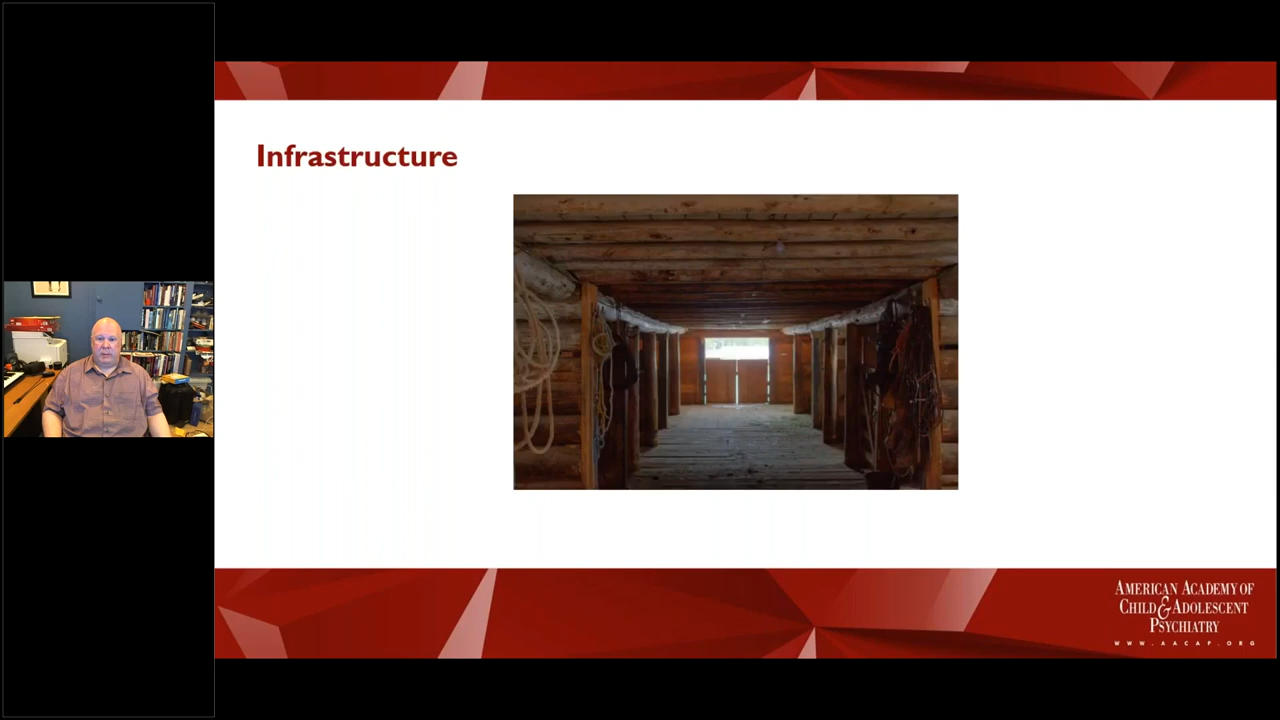 Infrastructure
AMERICAN ACADEMY OF
CHILD & ADOLESCENT
PSYCHIATRY
WWW.AACAP.ORG